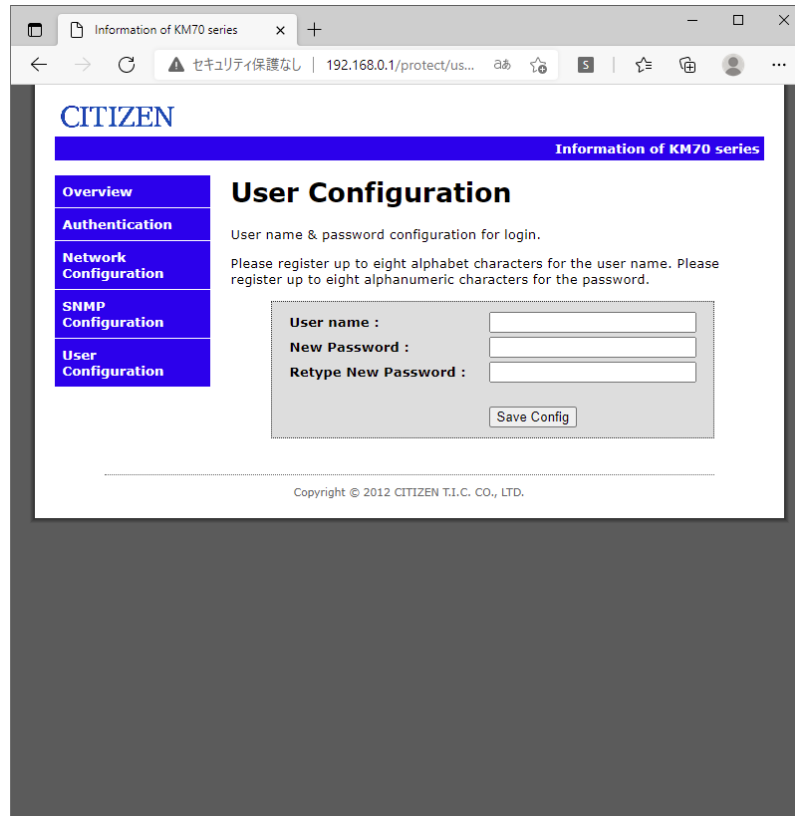 Information of KM70 series
セキュリティ保護なし | 192.168.0.1/protect/us...
aあ
S
CITIZEN
Information of KM70 series
Overview
Authentication
Network
Configuration
SNMP
Configuration
User
Configuration
User Configuration
User name & password configuration for login.
Please register up to eight alphabet characters for the user name. Please
register up to eight alphanumeric characters for the password.
User name :
New Password :
Retype New Password :
Save Config
Copyright © 2012 CITIZEN T.I.C. CO., LTD.